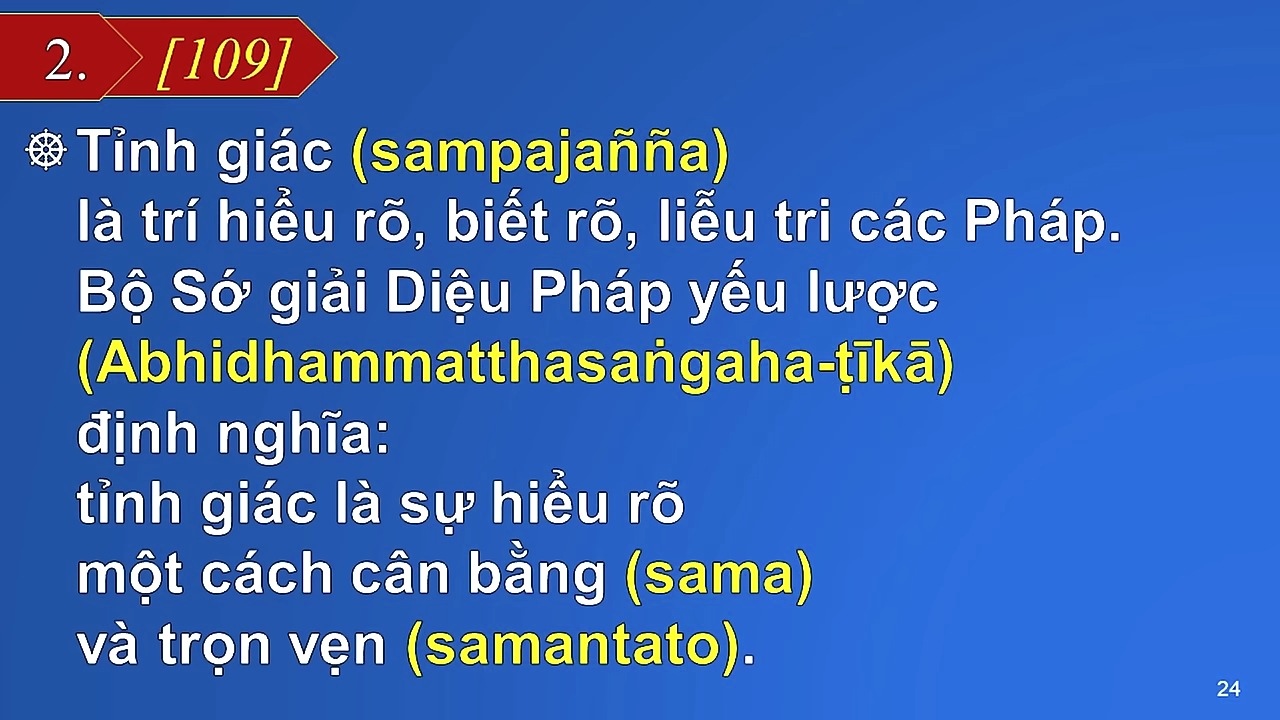 2. [109]
Tỉnh giác (sampajañña)
là trí hiểu rõ, biết rõ, liễu tri các Pháp.
Bộ Sớ giải Diệu Pháp yếu lược
(Abhidhammatthasaṅgaha-ṭīkā)
định nghĩa:
tỉnh giác là sự hiểu rõ
một cách cân bằng (sama)
và trọn vẹn (samantato).
24